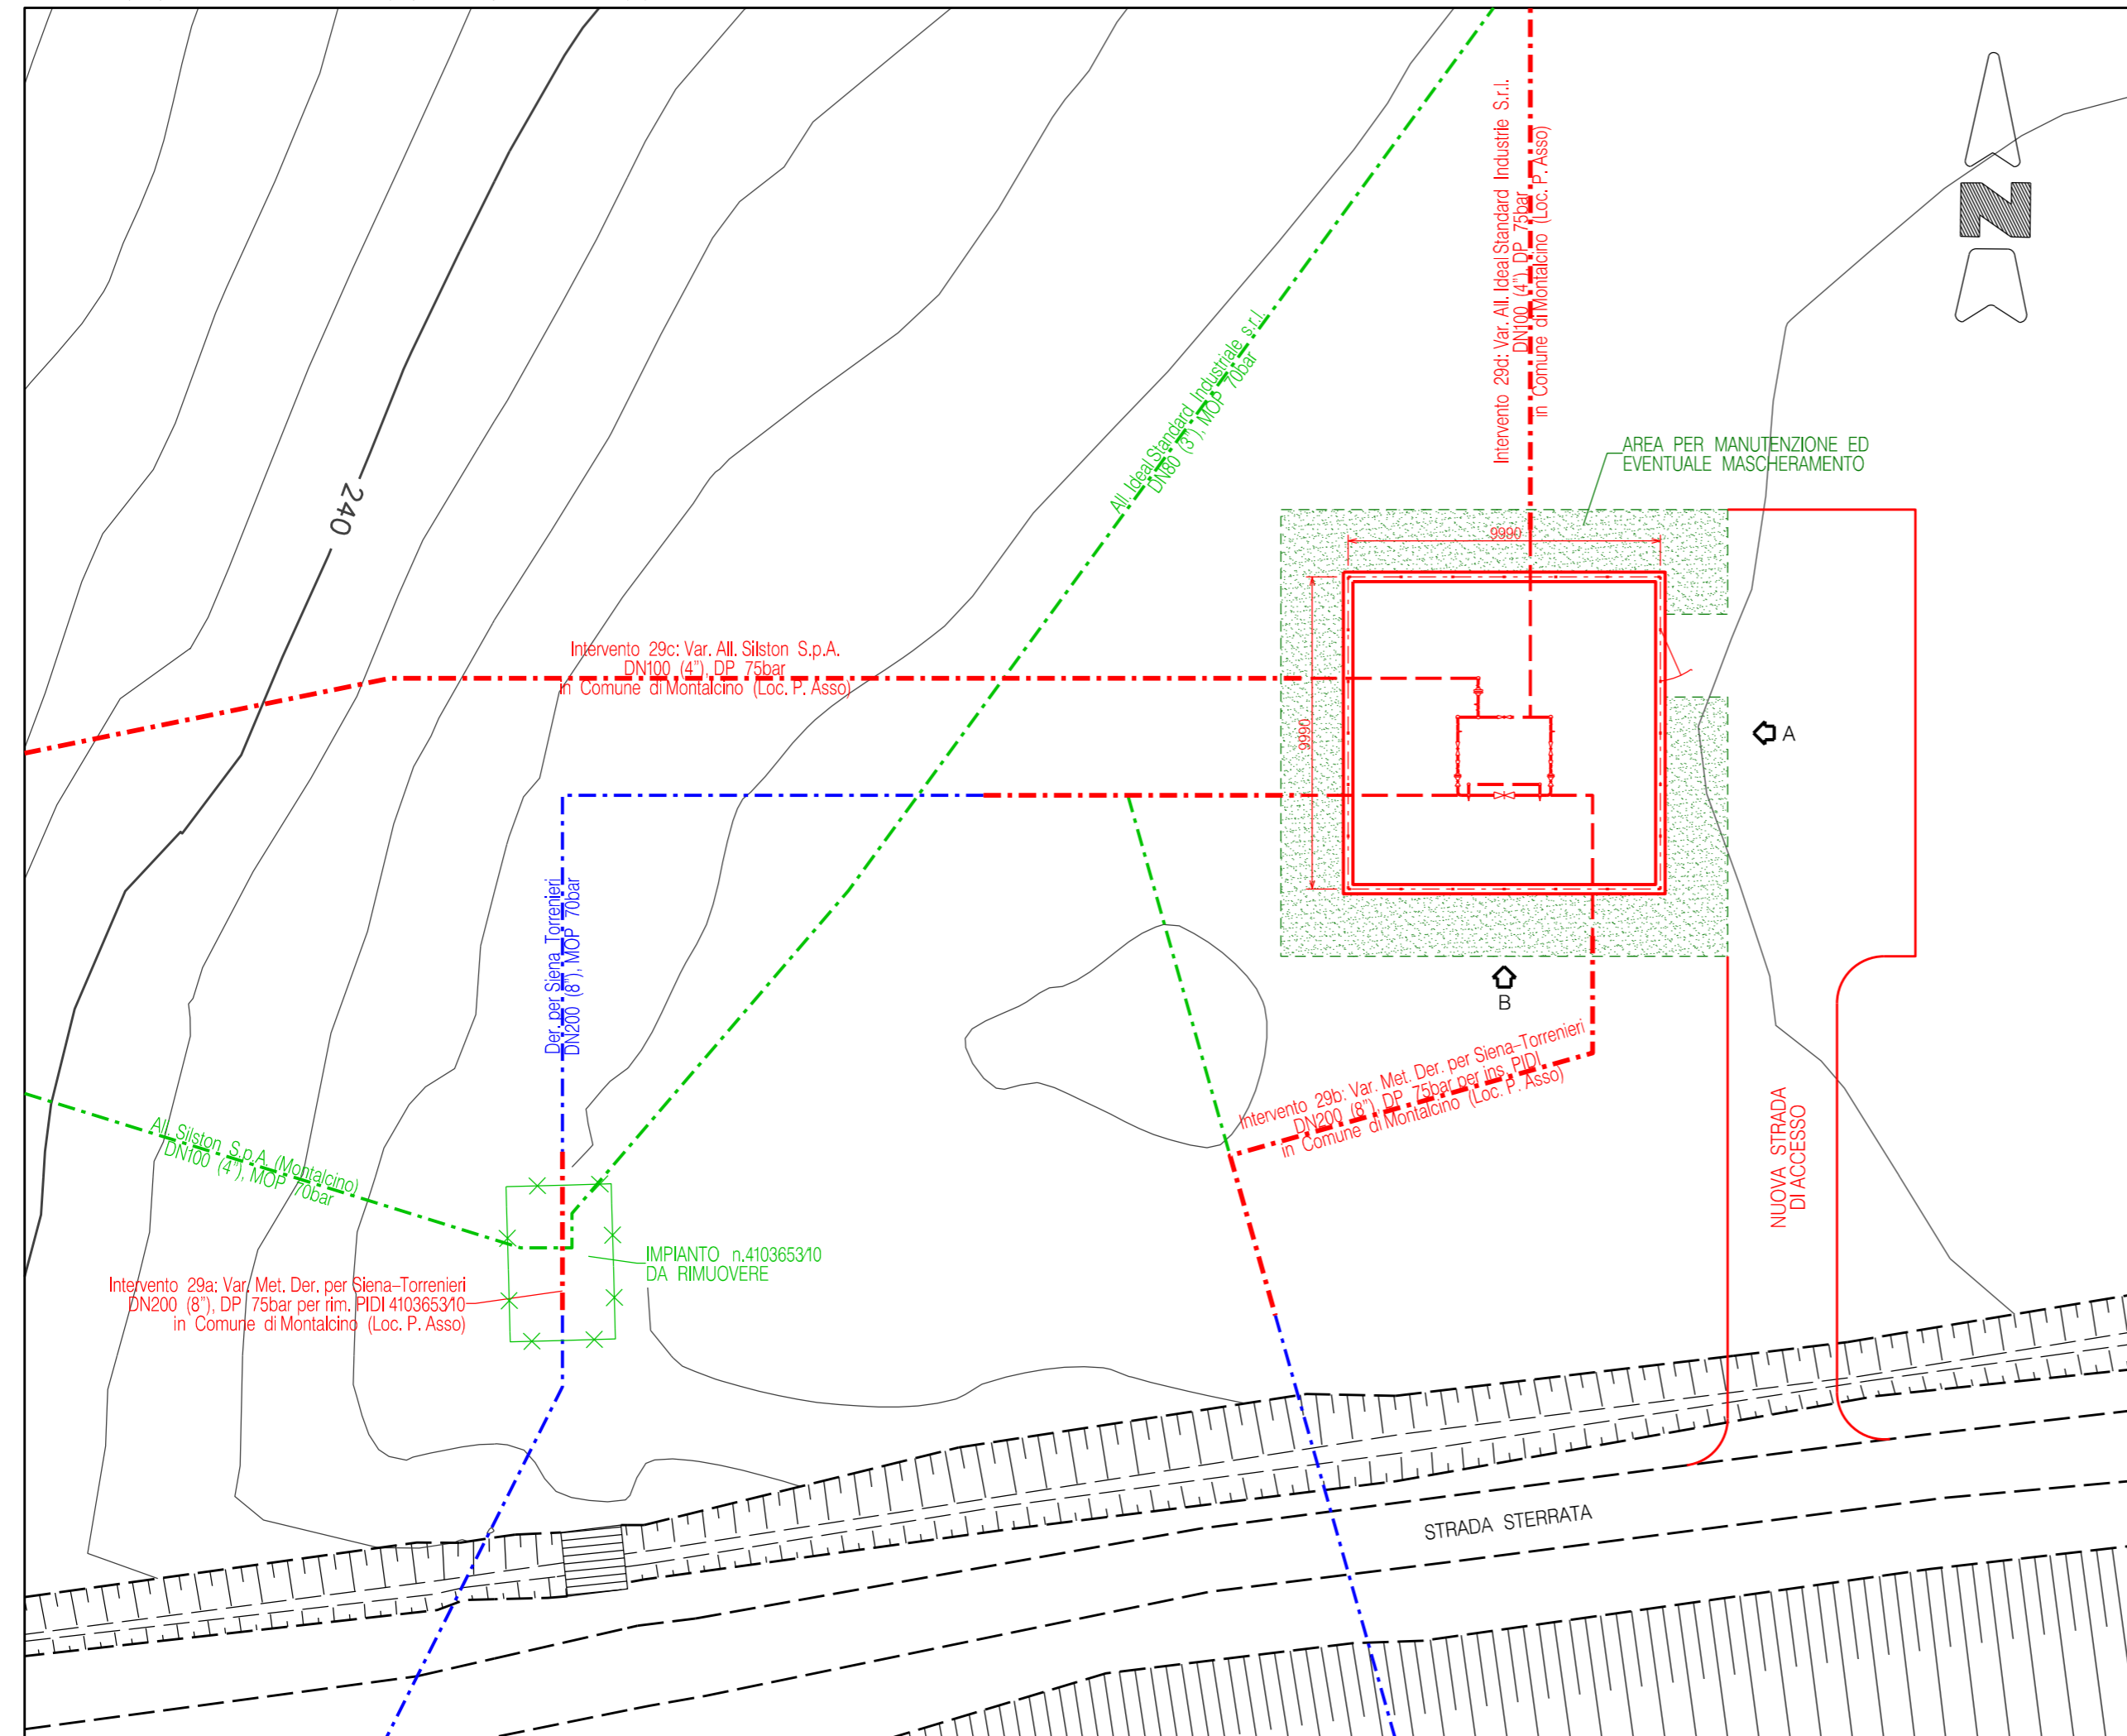 Intervento 29d: Var. All. Ideal Standard Industrie S.r.l.
DN100 (4"), DP 75bar
in Comune di Montalcino (Loc. P. Asso)
N
All. Ideal Standard Industriale s.r.l.
DN80 (3"), MOP 70bar
AREA PER MANUTENZIONE ED
EVENTUALE MASCHERAMENTO
240
9990
9990
Intervento 29c: Var. All. Silston S.p.A.
DN100 (4"), DP 75bar
in Comune di Montalcino (Loc. P. Asso)
A
Der. per Siena Torrenieri
DN200 (8"), MOP 70bar
B
Intervento 29b: Var. Met. Der. per Siena-Torrenieri
DN200 (8"), DP 75bar per ins. PIDI
in Comune di Montalcino (Loc. P. Asso)
All. Silston S.p.A. (Montalcino)
DN100 (4"), MOP 70bar
NUOVA STRADA
DI ACCESSO
IMPIANTO n.4103653/10
DA RIMUOVERE
Intervento 29a: Var. Met. Der. per Siena-Torrenieri
DN200 (8"), DP 75bar per rim. PIDI 4103653/10
in Comune di Montalcino (Loc. P. Asso)
STRADA STERRATA